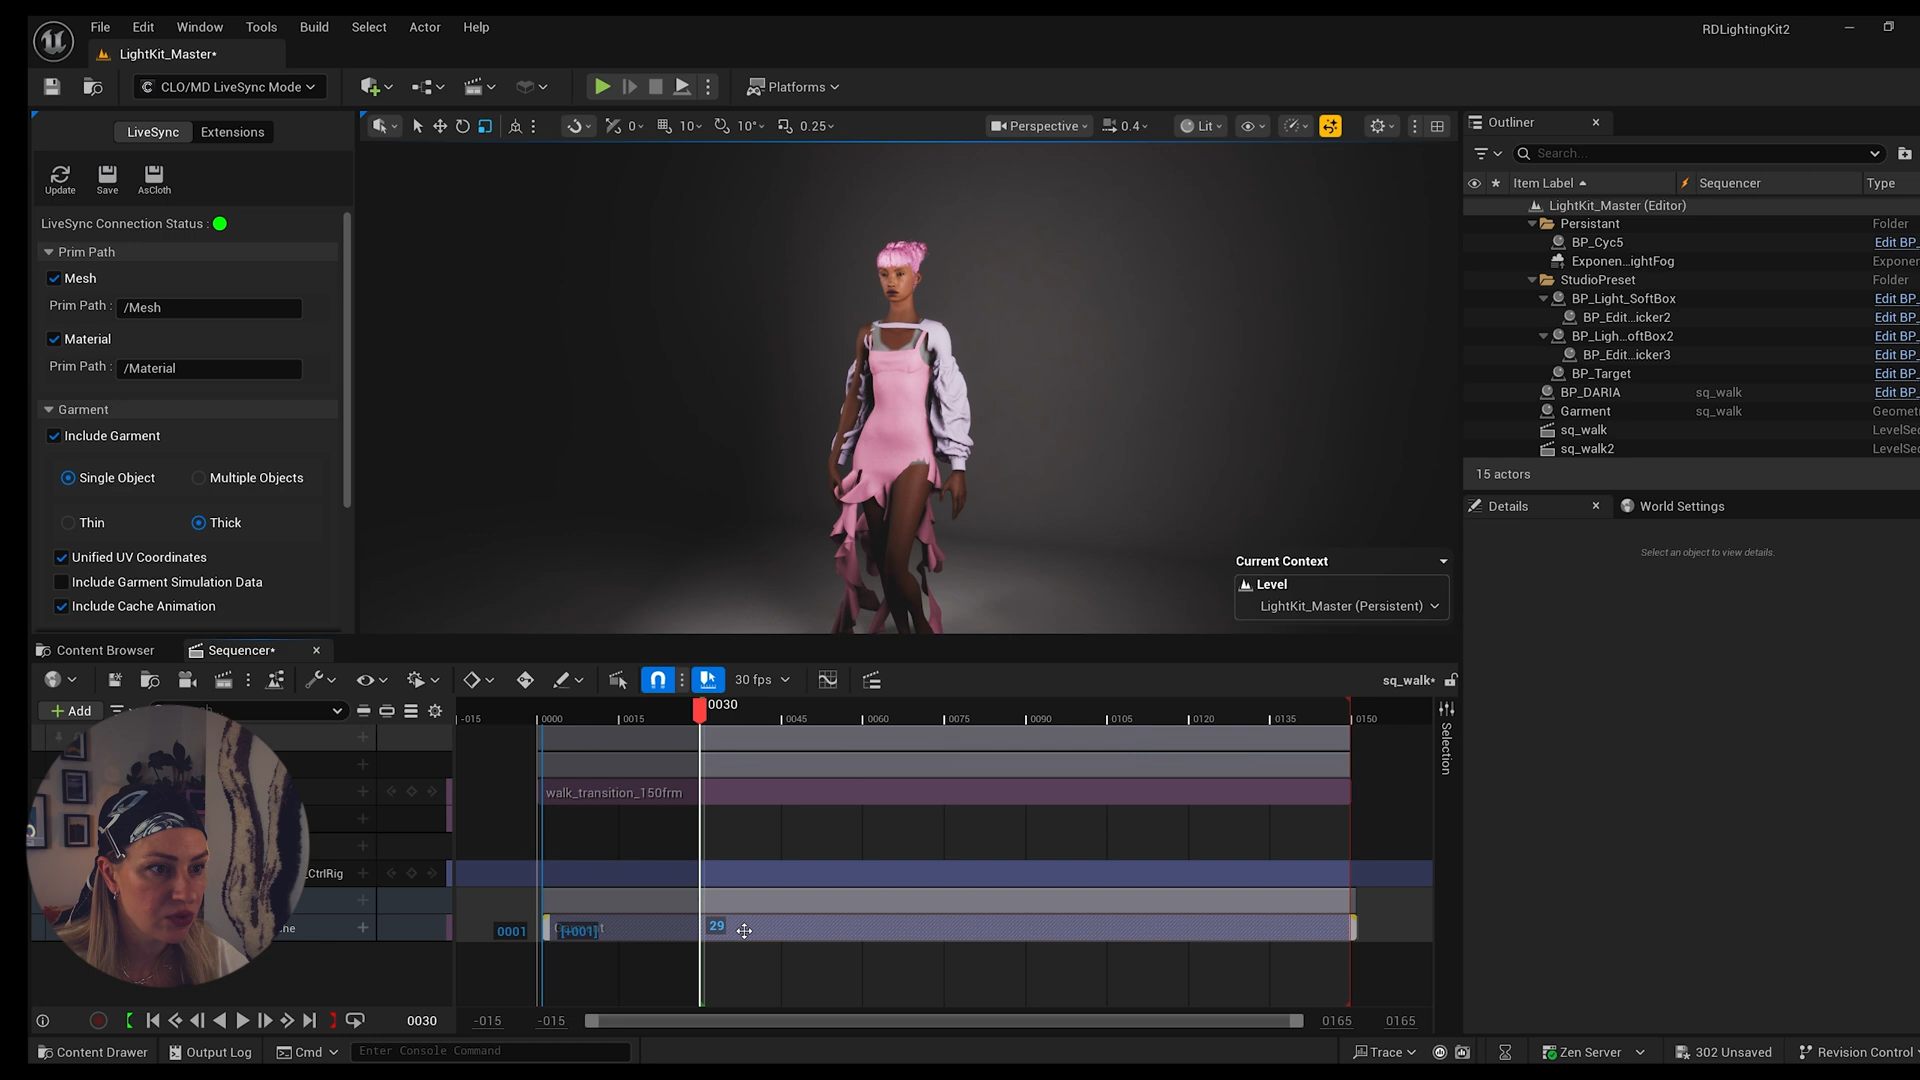 File Edit Window Tools Build Select Actor Help
RDLightingKit2
LightKit_Master*
CLO/MD LiveSync Mode
Platforms
LiveSync Extensions
Update Save AsCloth
LiveSync Connection Status :
Prim Path
Mesh
Prim Path : /Mesh
Material
Prim Path : /Material
Garment
Include Garment
Single Object Multiple Objects
Thin Thick
Unified UV Coordinates
Include Garment Simulation Data
Include Cache Animation
0 10 10° 0.25
Perspective 0.4 Lit
Current Context
Level
LightKit_Master (Persistent)
Outliner
Search...
Item Label Sequencer Type
LightKit_Master (Editor)
Persistant Folder
BP_Cyc5 Edit BP_
Exponen...ightFog Exponen
StudioPreset Folder
BP_Light_SoftBox Edit BP_
BP_Edit...icker2 Edit BP_
BP_Ligh...oftBox2 Edit BP_
BP_Edit...icker3 Edit BP_
BP_Target Edit BP_
BP_DARIA sq_walk Edit BP_
Garment sq_walk Geomet
sq_walk LevelSe
sq_walk2 LevelSe
15 actors
Details World Settings
Select an object to view details.
Content Browser Sequencer*
30 fps
sq_walk*
Add
0030
-015 0000 0015 0045 0060 0075 0090 0105 0120 0135 0150
Selection
walk_transition_150frm
_CtrlRig
0001 [+001] 29
0030 -015 -015 0165 0165
Content Drawer Output Log Cmd Enter Console Command
Trace Zen Server 302 Unsaved Revision Control